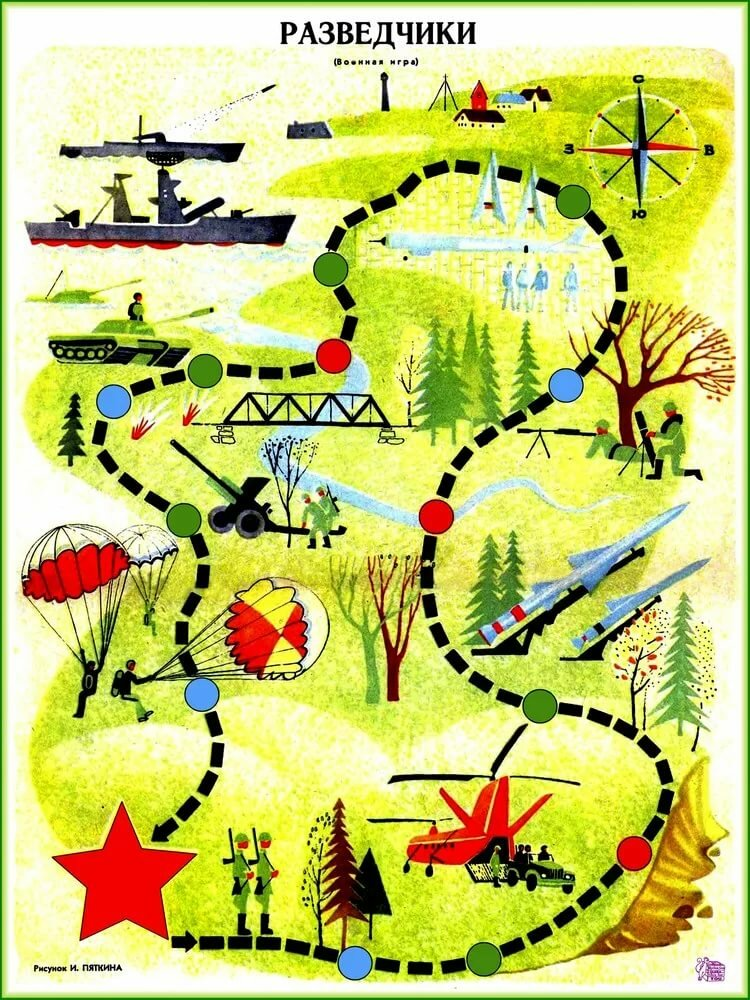 РАЗВЕДЧИКИ
(Военная игра)
С
З
В
Ю
Рисунок И. ПЯТКИНА